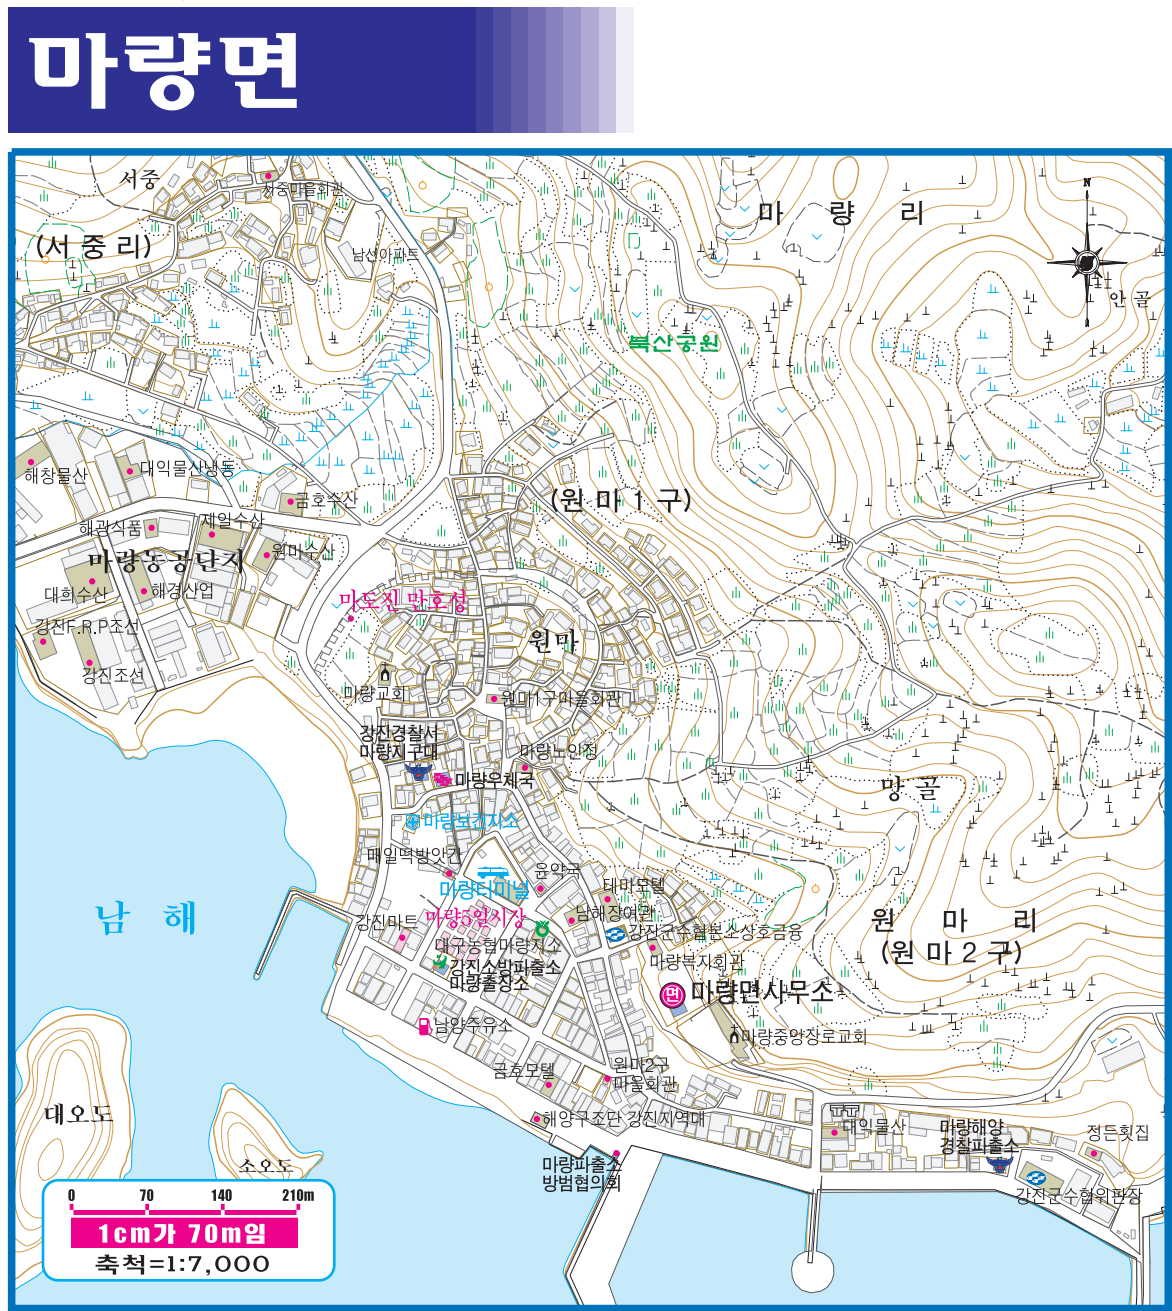 마량면
서중
서중마을회관
마 량 리
N
(서 중 리)
남선아파트
안 골
북산공원
해창물산
대익물산냉동
금호수산
(원 마 1 구)
해광식품
제일수산
마량농공단지
원마수산
대희수산
해경산업
마도진 만호성
강진F.R.P조선
원마
강진조선
마량교회
원마1구마을회관
강진경찰서
마량지구대
마량노인정
마량우체국
망 골
마량보건지소
매일떡방앗간
윤약국
마량터미널
테마모텔
강진마트
마량5일시장
남해장여관
강진군수협본소상호금융
남 해
원 마 리
(원 마 2 구)
대구농협마량지소
마량복지회관
강진소방파출소
마량출장소
면
마량면사무소
남양주유소
마량중앙장로교회
금호모텔
원마2구
마을회관
대오도
해양구조단 강진지역대
대익물산
마량해양
경찰파출소
정든횟집
소오도
마량파출소
방범협의회
강진군수협위판장
0 70 140 210m
1cm가 70m임
축척=1:7,000